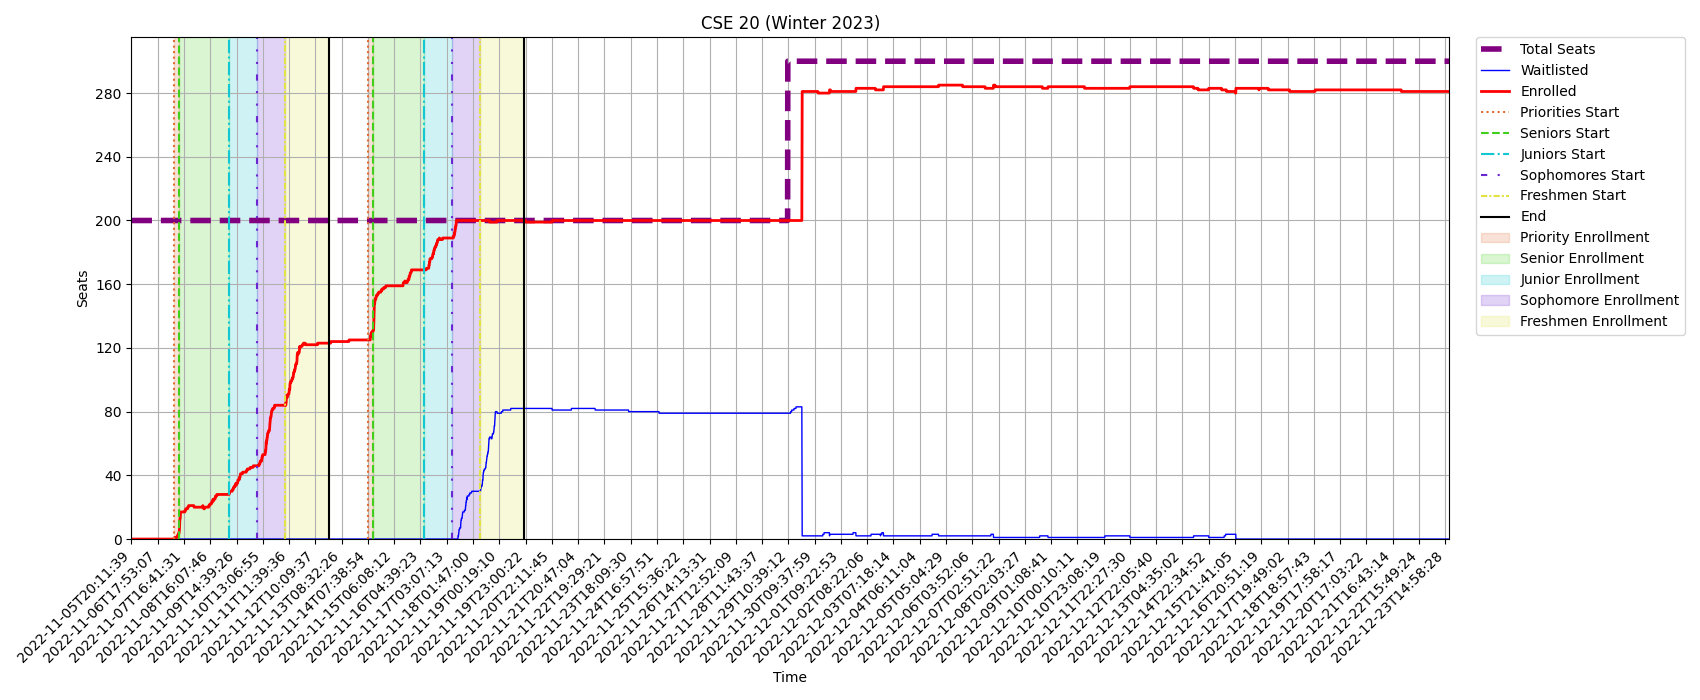 CSE 20 (Winter 2023)
Seats
280
240
200
160
120
80
40
0
2022-11-05T20:11:39
2022-11-06T17:53:07
2022-11-07T16:41:31
2022-11-08T16:07:46
2022-11-09T14:39:26
2022-11-10T13:06:55
2022-11-11T11:39:36
2022-11-12T10:09:37
2022-11-13T08:32:26
2022-11-14T07:38:54
2022-11-15T06:08:12
2022-11-16T04:39:23
2022-11-17T03:07:13
2022-11-18T01:47:00
2022-11-19T00:19:10
2022-11-19T23:00:22
2022-11-20T22:11:45
2022-11-21T20:47:04
2022-11-22T19:29:21
2022-11-23T18:09:30
2022-11-24T16:57:51
2022-11-25T15:36:22
2022-11-26T14:13:31
2022-11-27T12:52:09
2022-11-28T11:43:37
2022-11-29T10:39:12
2022-11-30T09:37:59
2022-12-01T09:22:53
2022-12-02T08:22:06
2022-12-03T07:18:14
2022-12-04T06:11:04
2022-12-05T05:04:29
2022-12-06T03:52:06
2022-12-07T02:51:22
2022-12-08T02:03:27
2022-12-09T01:08:41
2022-12-10T00:10:11
2022-12-10T23:08:19
2022-12-11T22:27:30
2022-12-12T22:05:40
2022-12-13T04:35:02
2022-12-14T22:34:52
2022-12-15T21:41:05
2022-12-16T20:51:19
2022-12-17T19:49:02
2022-12-18T18:57:43
2022-12-19T17:58:17
2022-12-20T17:03:22
2022-12-21T16:43:14
2022-12-22T15:49:24
2022-12-23T14:58:28
Time
Total Seats
Waitlisted
Enrolled
Priorities Start
Seniors Start
Juniors Start
Sophomores Start
Freshmen Start
End
Priority Enrollment
Senior Enrollment
Junior Enrollment
Sophomore Enrollment
Freshmen Enrollment